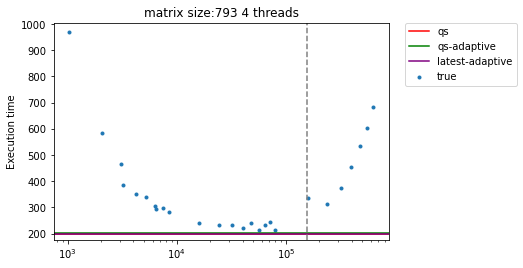 matrix size:793 4 threads
Execution time
1000
900
800
700
600
500
400
300
200
10³
10⁴
10⁵
qs
qs-adaptive
latest-adaptive
true